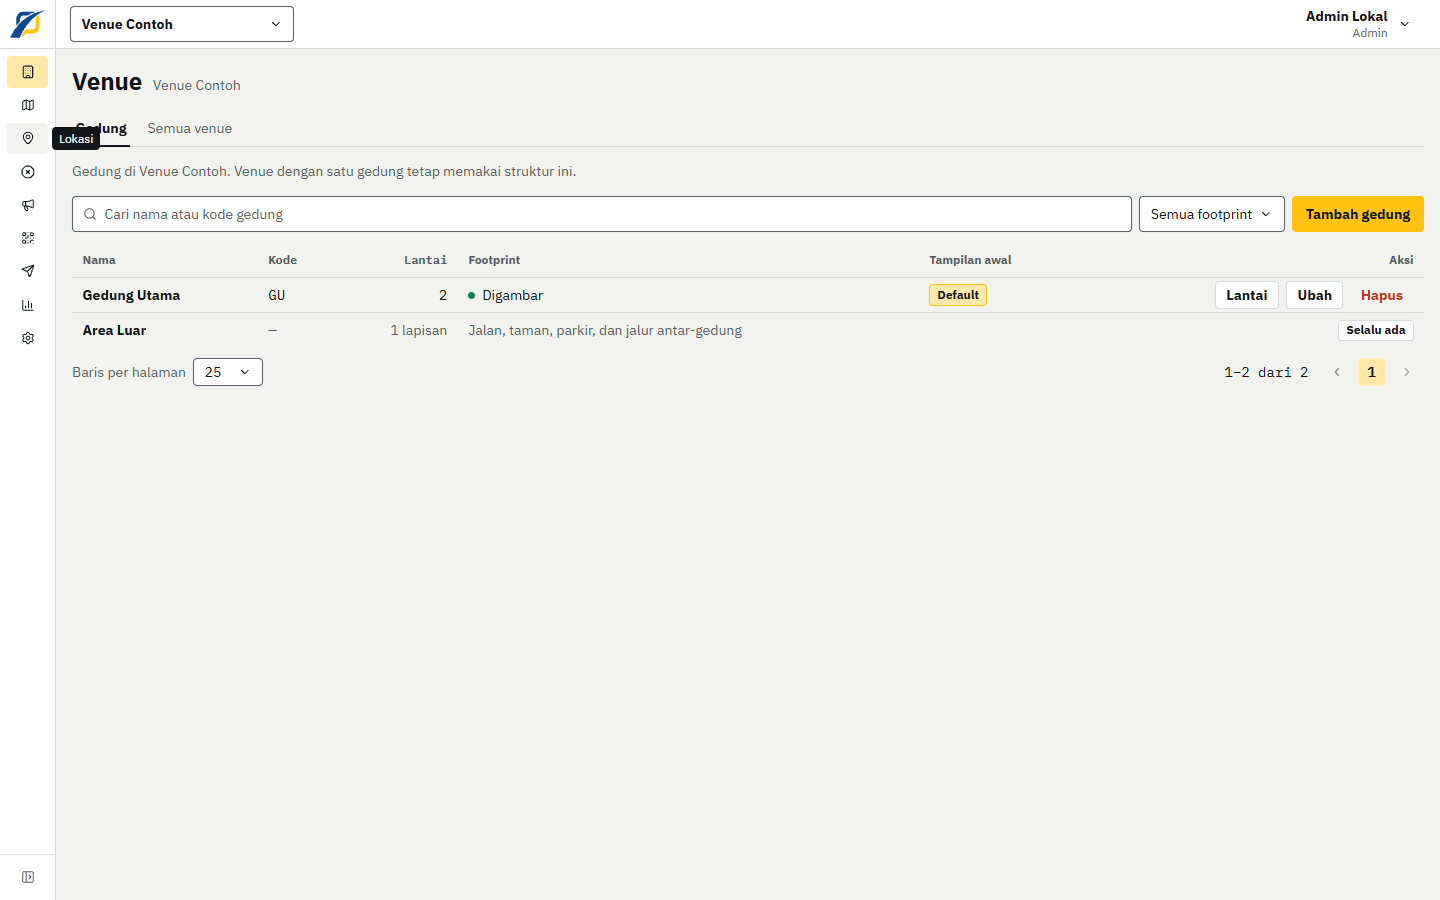 Venue Contoh
Admin Lokal
Admin
Venue
Venue Contoh
Lokasi
Semua venue
Gedung di Venue Contoh. Venue dengan satu gedung tetap memakai struktur ini.
Cari nama atau kode gedung
Semua footprint
Tambah gedung
Nama
Kode
Lantai
Footprint
Tampilan awal
Aksi
Gedung Utama
GU
2
Digambar
Default
Lantai
Ubah
Hapus
Area Luar
—
1 lapisan
Jalan, taman, parkir, dan jalur antar-gedung
Selalu ada
Baris per halaman
25
1–2 dari 2
1